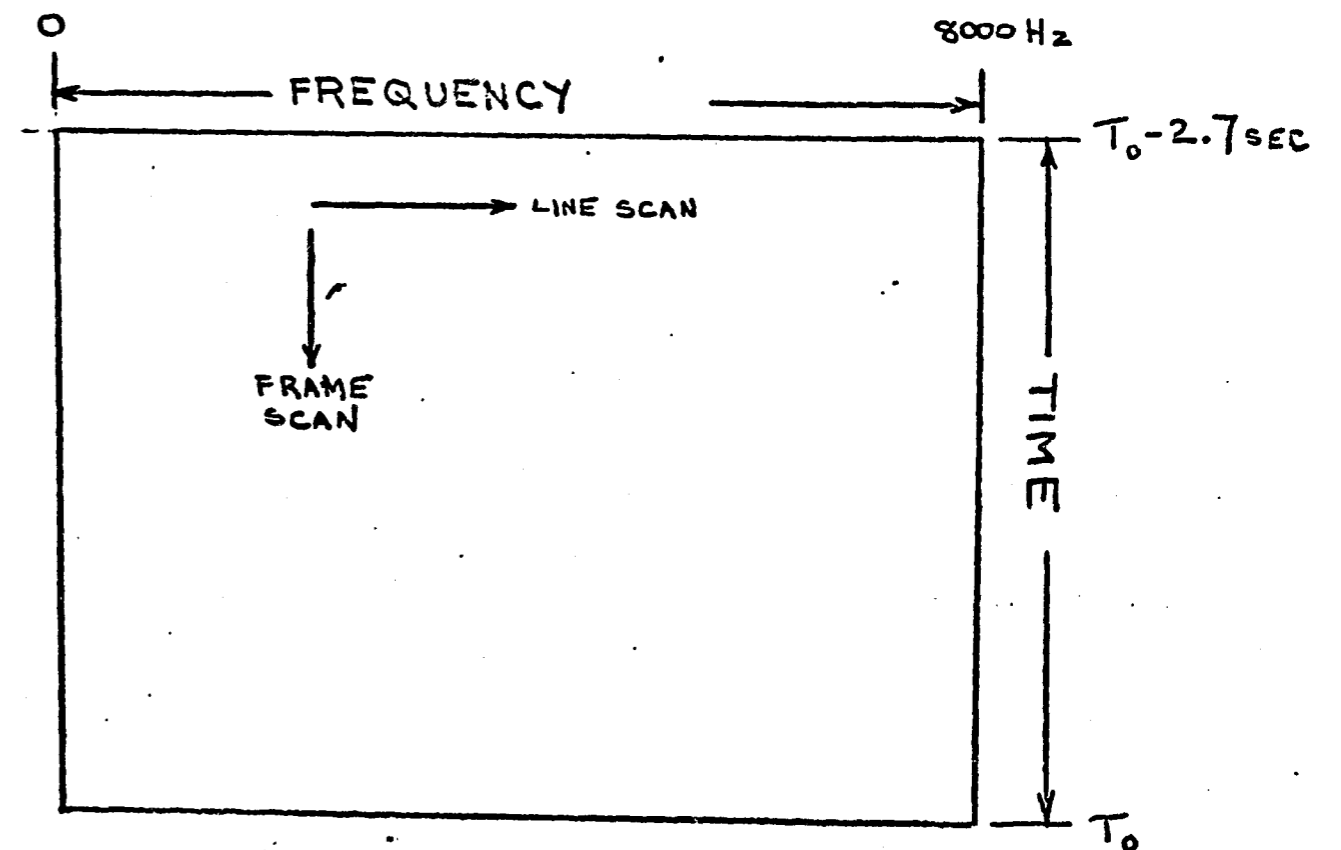 0
8000 Hz
FREQUENCY
T₀-2.7 SEC
LINE SCAN
FRAME
SCAN
TIME
T₀